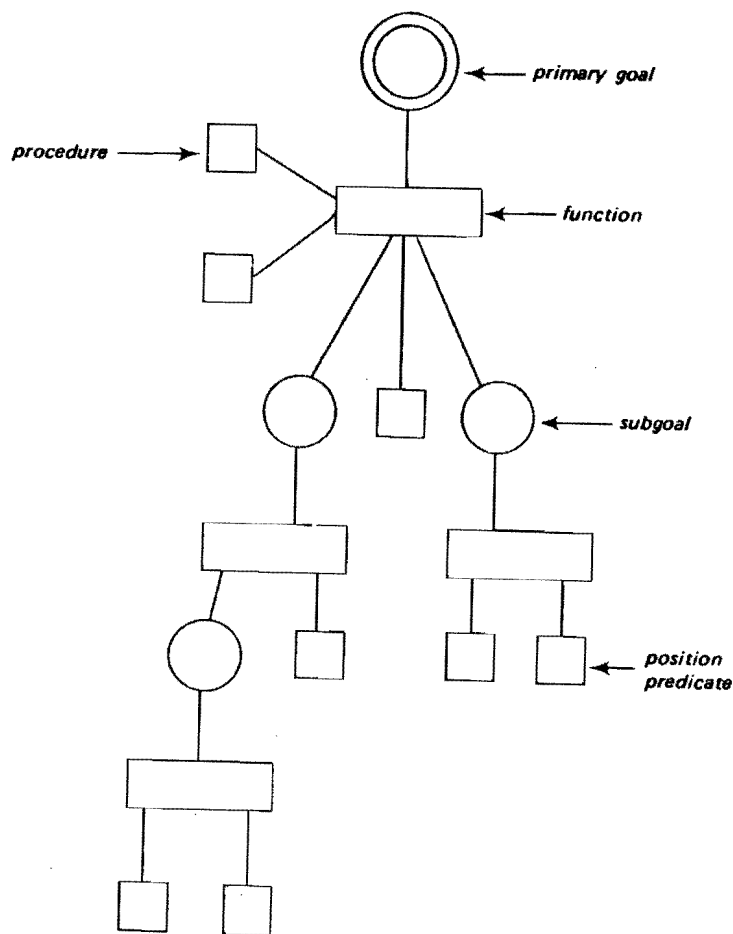 primary goal
procedure
function
subgoal
position
predicate